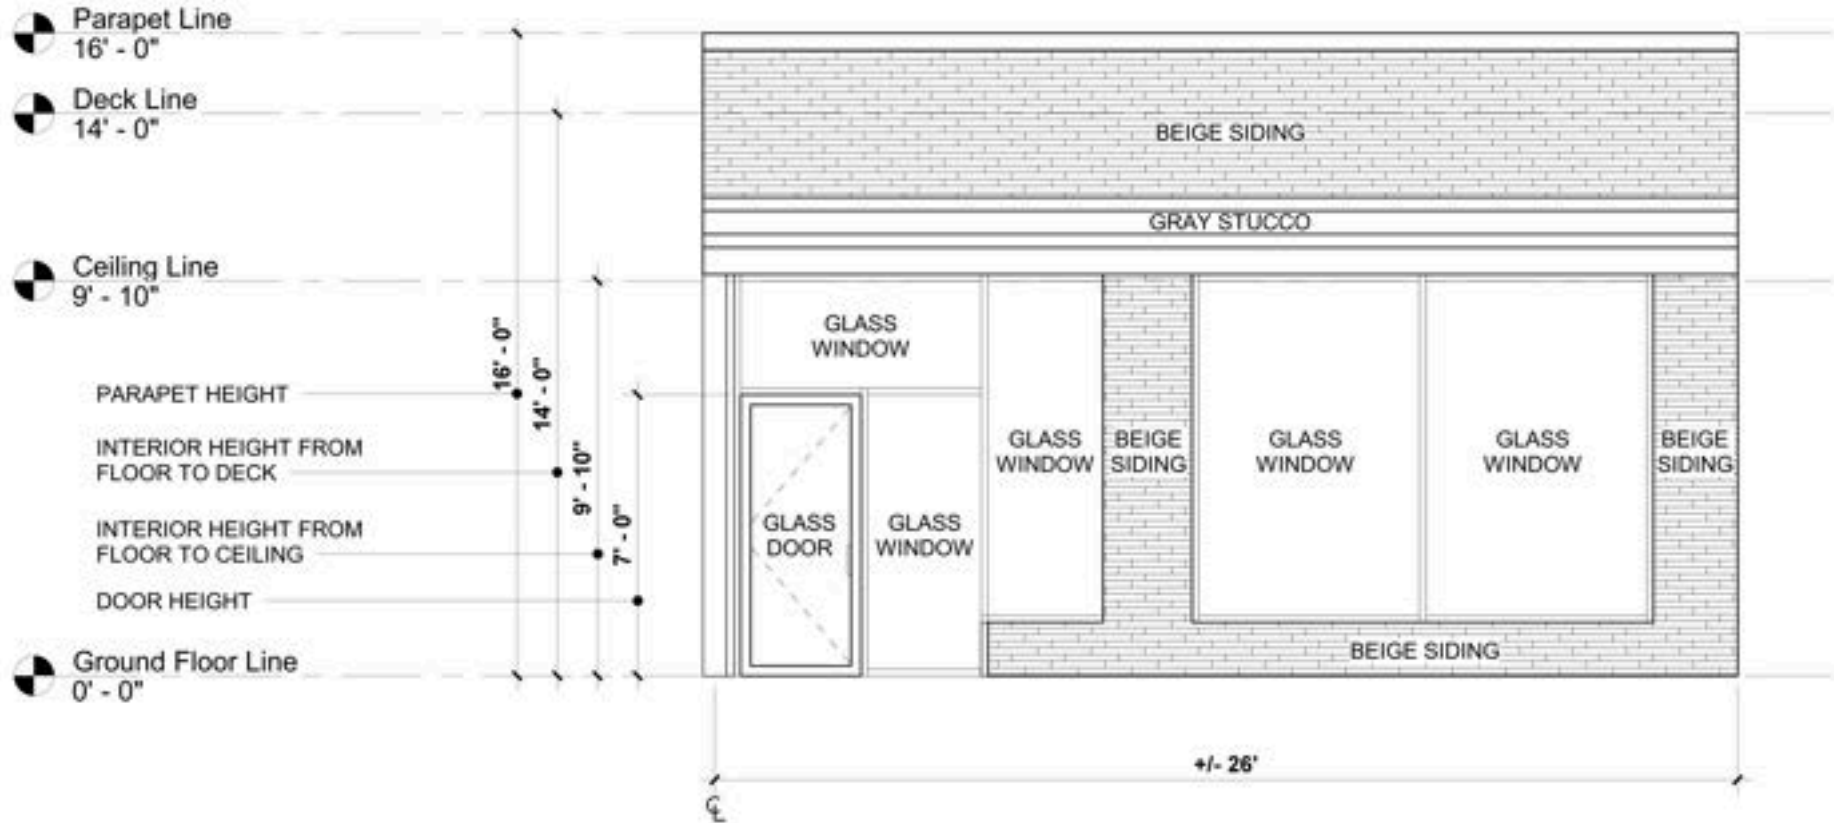 Parapet Line
16' - 0"
Deck Line
14' - 0"
BEIGE SIDING
GRAY STUCCO
Ceiling Line
9' - 10"
GLASS
WINDOW
16' - 0"
14' - 0"
9' - 10"
7' - 0"
PARAPET HEIGHT
INTERIOR HEIGHT FROM
FLOOR TO DECK
INTERIOR HEIGHT FROM
FLOOR TO CEILING
DOOR HEIGHT
GLASS
WINDOW
BEIGE
SIDING
GLASS
WINDOW
GLASS
WINDOW
BEIGE
SIDING
GLASS
DOOR
GLASS
WINDOW
BEIGE SIDING
Ground Floor Line
0' - 0"
+/- 26'
℄